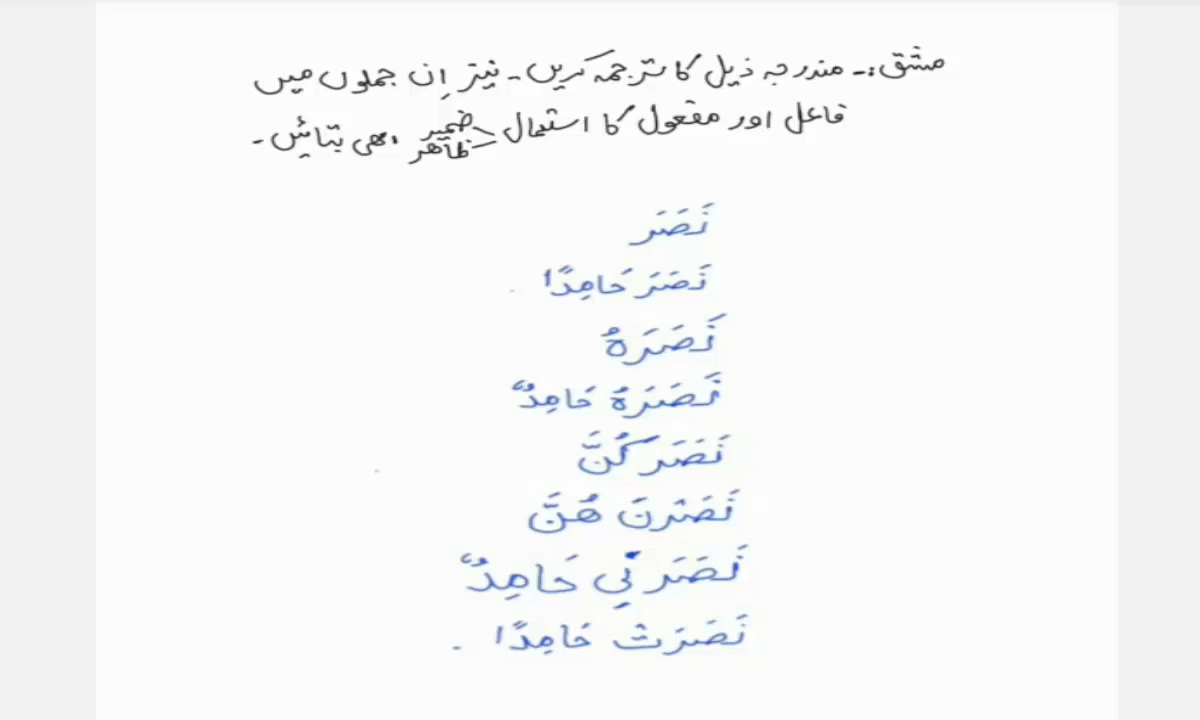 مشق :۔ مندرجہ ذیل کا ترجمہ کریں ۔ نیز اِن جملوں میں
فاعل اور مفعول کا استعمال ضمیر ظاہر بھی بتائیں ۔
نَصَرَ
نَصَرَ حَامِدًا
نَصَرَهُ
نَصَرَهُ حَامِدٌ
نَصَرَكُنَّ
نَصَرْنَ هُنَّ
نَصَرَنِي حَامِدٌ
نَصَرَتْ حَامِدًا .